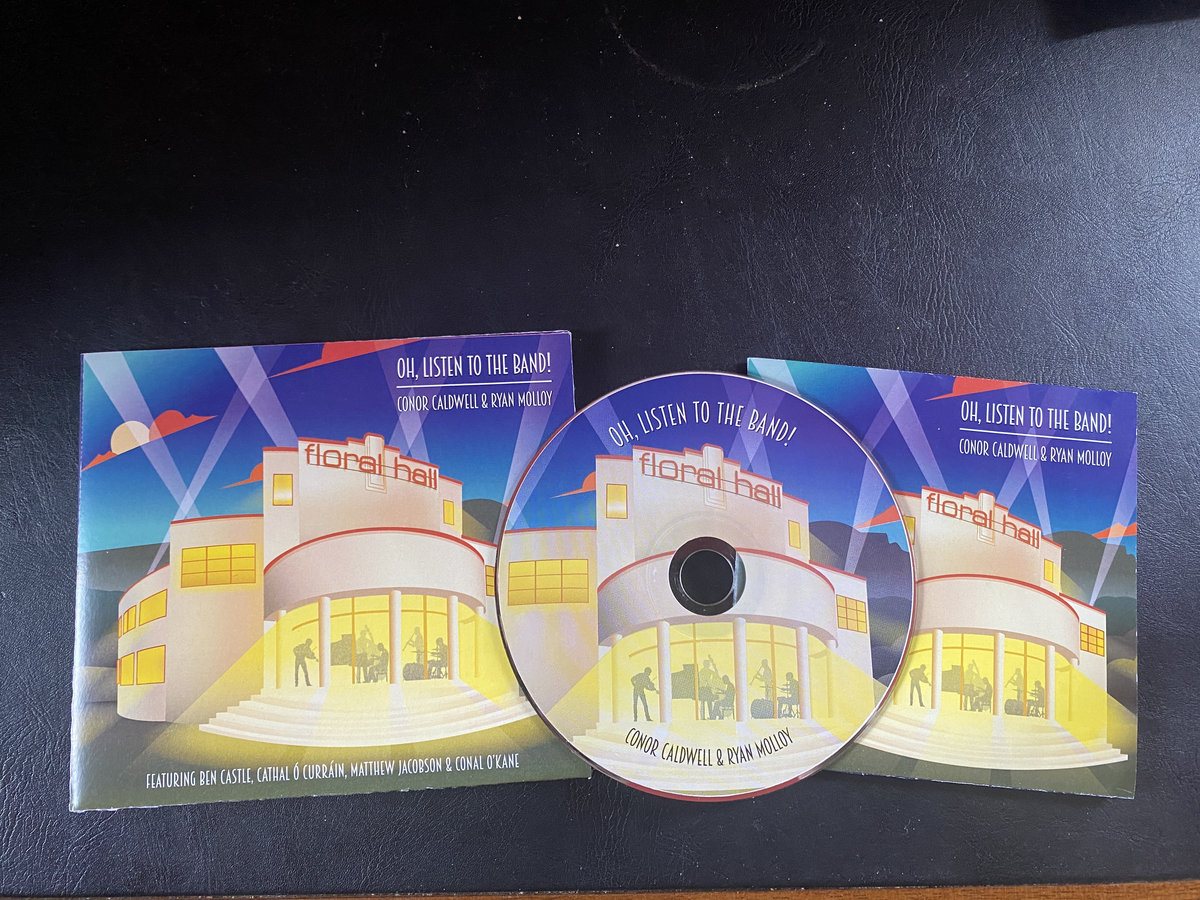 OH, LISTEN TO THE BAND!
CONOR CALDWELL & RYAN MOLLOY
floral hall
FEATURING BEN CASTLE, CATHAL Ó CURRÁIN, MATTHEW JACOBSON & CONAL O'KANE
OH, LISTEN TO THE BAND!
floral hall
CONOR CALDWELL & RYAN MOLLOY
OH, LISTEN TO THE BAND!
CONOR CALDWELL & RYAN MOLLOY
floral hall